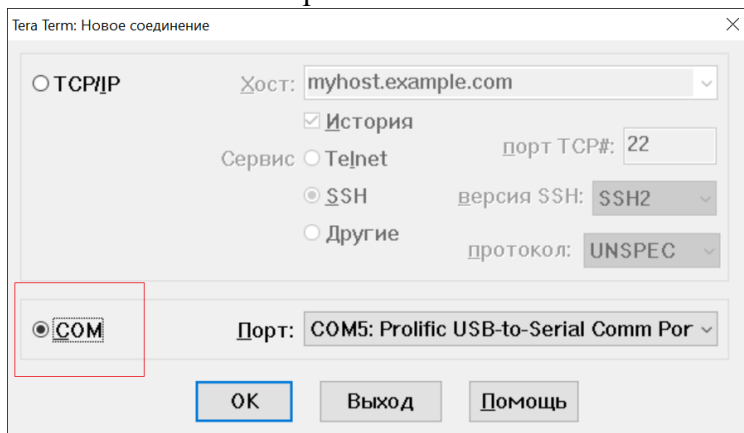 Tera Term: Новое соединение
TCP/IP
Хост: myhost.example.com
История
Сервис Telnet порт TCP#: 22
SSH версия SSH: SSH2
Другие протокол: UNSPEC
COM Порт: COM5: Prolific USB-to-Serial Comm Por
OK Выход Помощь